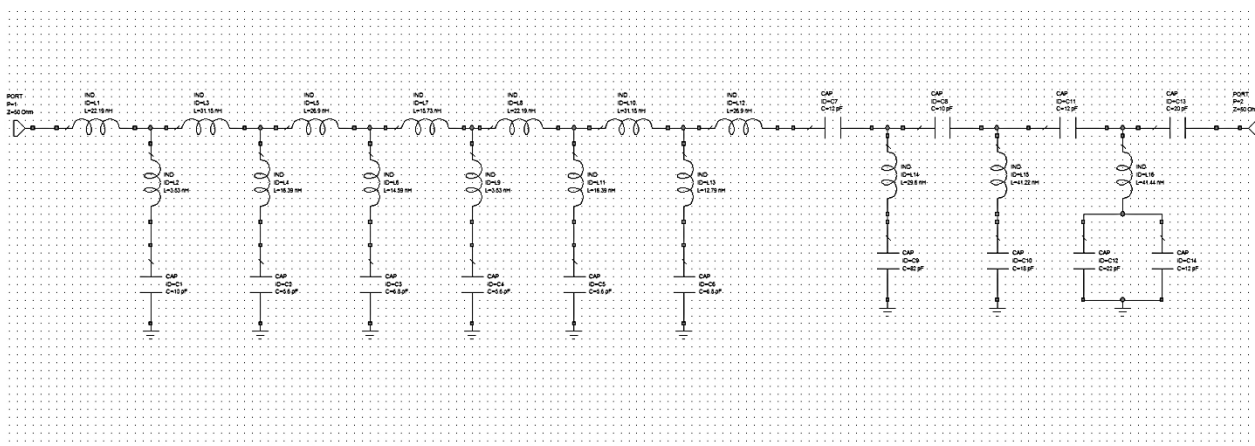 PORT
P=1
Z=50 Ohm
IND
ID=L1
L=22.19 nH
IND
ID=L3
L=31.15 nH
IND
ID=L5
L=26.9 nH
IND
ID=L7
L=15.73 nH
IND
ID=L8
L=22.19 nH
IND
ID=L10
L=31.15 nH
IND
ID=L12
L=26.9 nH
CAP
ID=C7
C=12 pF
CAP
ID=C8
C=10 pF
CAP
ID=C11
C=12 pF
CAP
ID=C13
C=20 pF
PORT
P=2
Z=50 Ohm
IND
ID=L2
L=3.53 nH
IND
ID=L4
L=16.39 nH
IND
ID=L6
L=14.59 nH
IND
ID=L9
L=3.53 nH
IND
ID=L11
L=16.39 nH
IND
ID=L13
L=12.79 nH
IND
ID=L14
L=29.6 nH
IND
ID=L15
L=41.22 nH
IND
ID=L16
L=41.44 nH
CAP
ID=C1
C=10 pF
CAP
ID=C2
C=5.6 pF
CAP
ID=C3
C=6.8 pF
CAP
ID=C4
C=5.6 pF
CAP
ID=C5
C=5.6 pF
CAP
ID=C6
C=6.8 pF
CAP
ID=C9
C=82 pF
CAP
ID=C10
C=18 pF
CAP
ID=C12
C=22 pF
CAP
ID=C14
C=12 pF